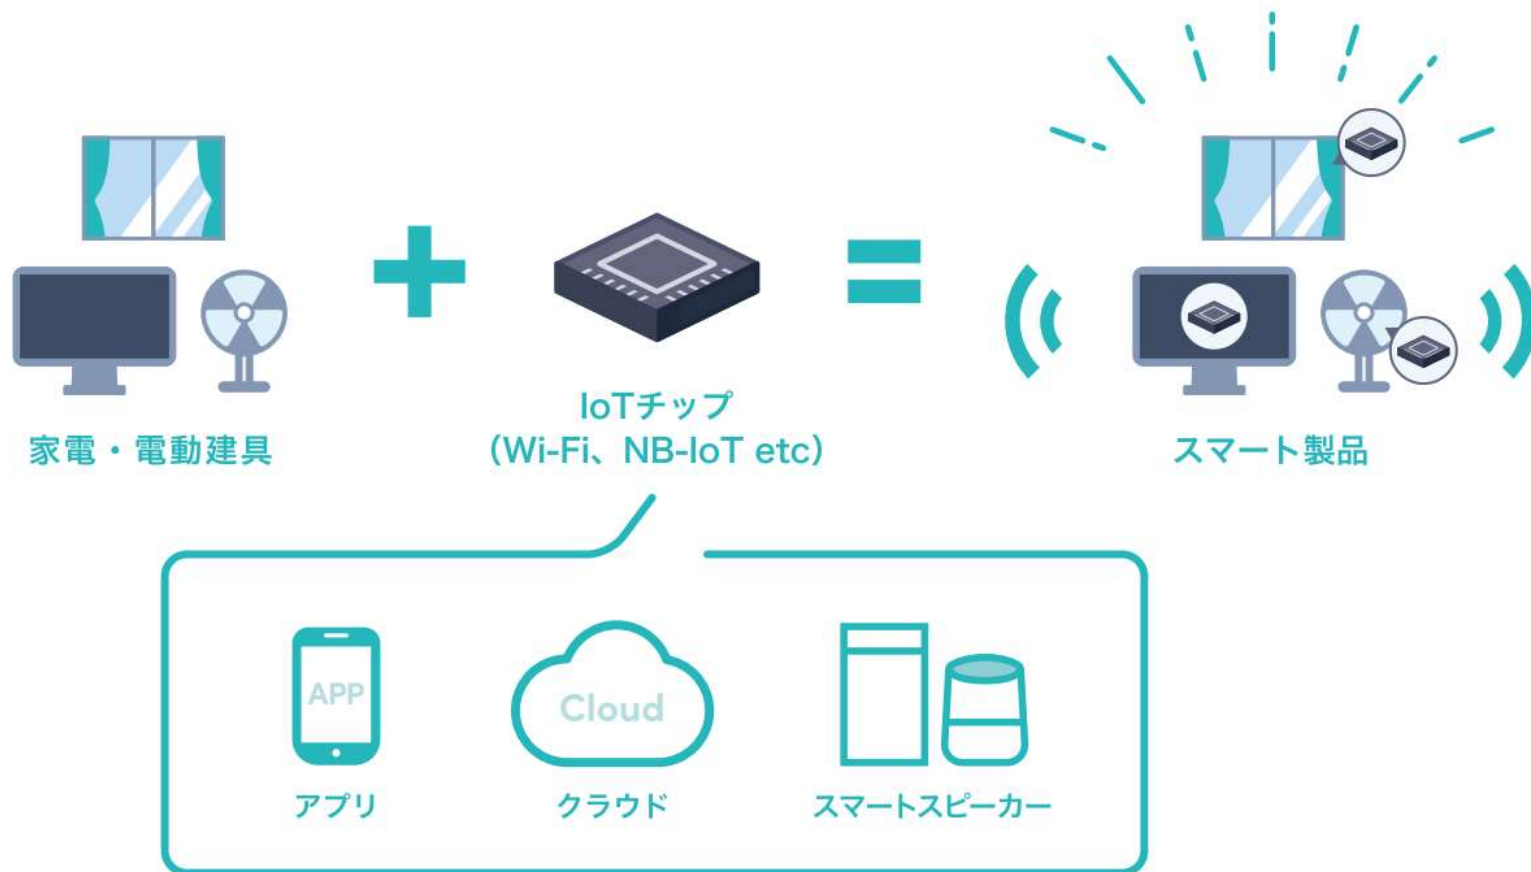 家電・電動建具
IoTチップ
（Wi-Fi、NB-IoT etc）
スマート製品
APP
Cloud
アプリ
クラウド
スマートスピーカー